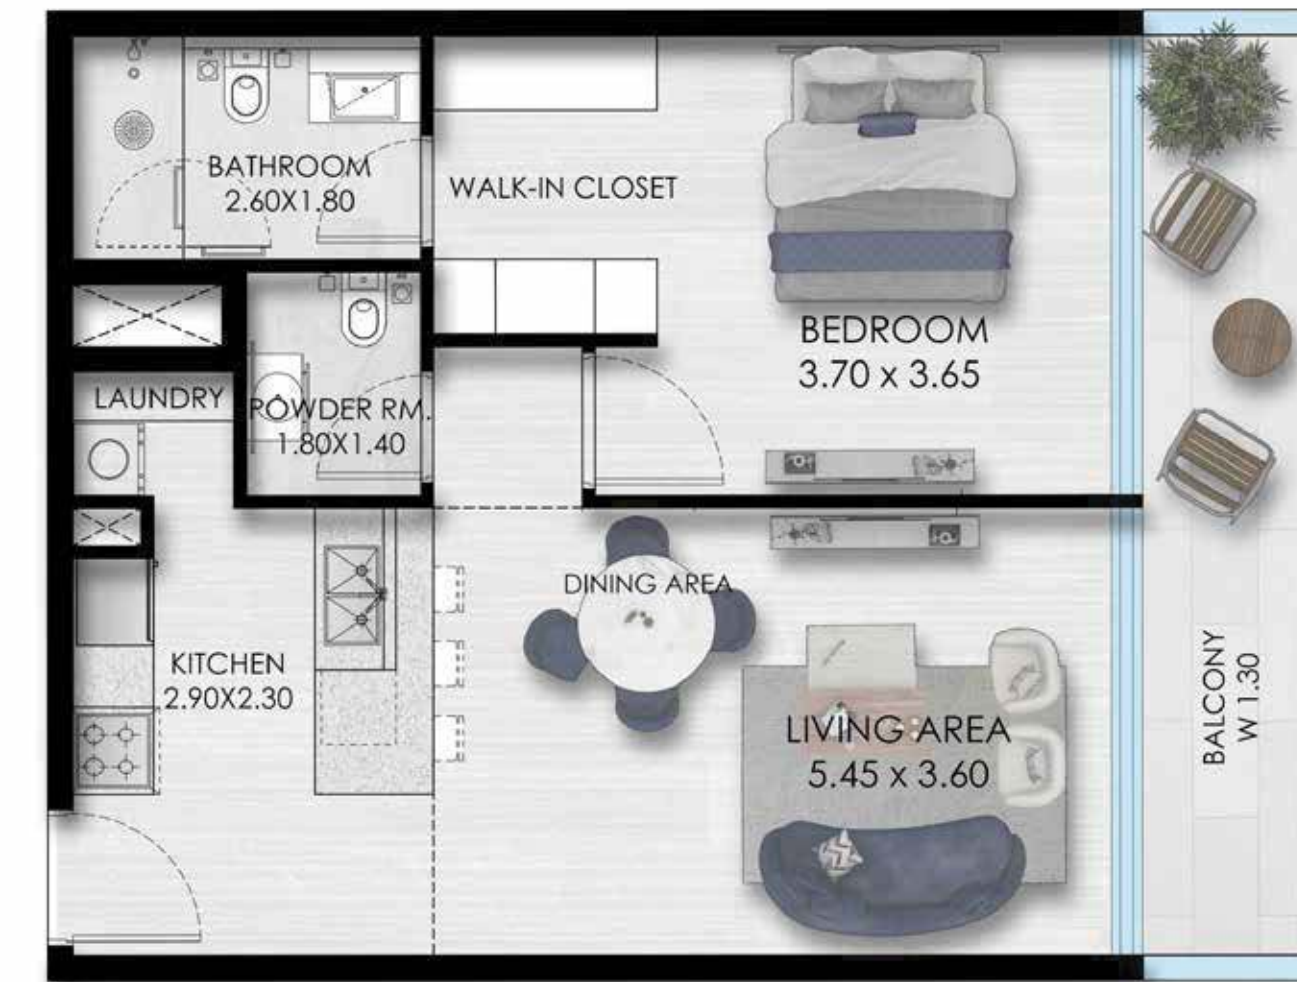 BATHROOM
2.60X1.80
WALK-IN CLOSET
BEDROOM
3.70 x 3.65
LAUNDRY
POWDER RM.
1.80X1.40
DINING AREA
KITCHEN
2.90X2.30
LIVING AREA
5.45 x 3.60
BALCONY
W 1.30